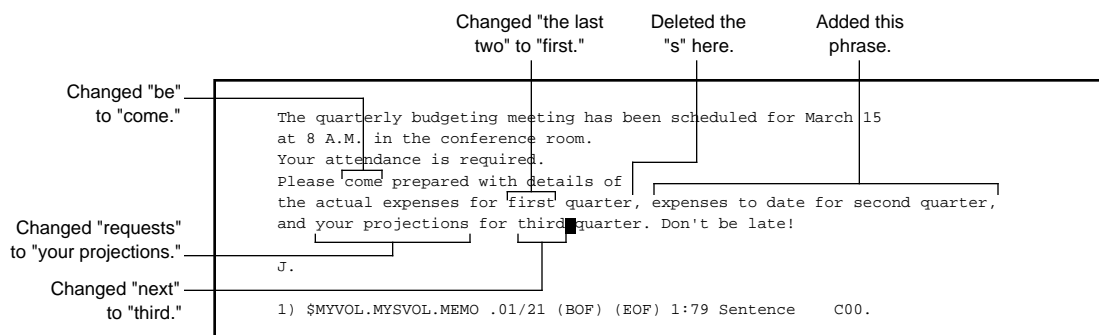 Changed "the last
two" to "first."
Deleted the
"s" here.
Added this
phrase.
Changed "be"
to "come."
The quarterly budgeting meeting has been scheduled for March 15
at 8 A.M. in the conference room.
Your attendance is required.
Please come prepared with details of
the actual expenses for first quarter, expenses to date for second quarter,
and your projections for third quarter. Don't be late!
Changed "requests"
to "your projections."
J.
Changed "next"
to "third."
1) $MYVOL.MYSVOL.MEMO .01/21 (BOF) (EOF) 1:79 Sentence C00.